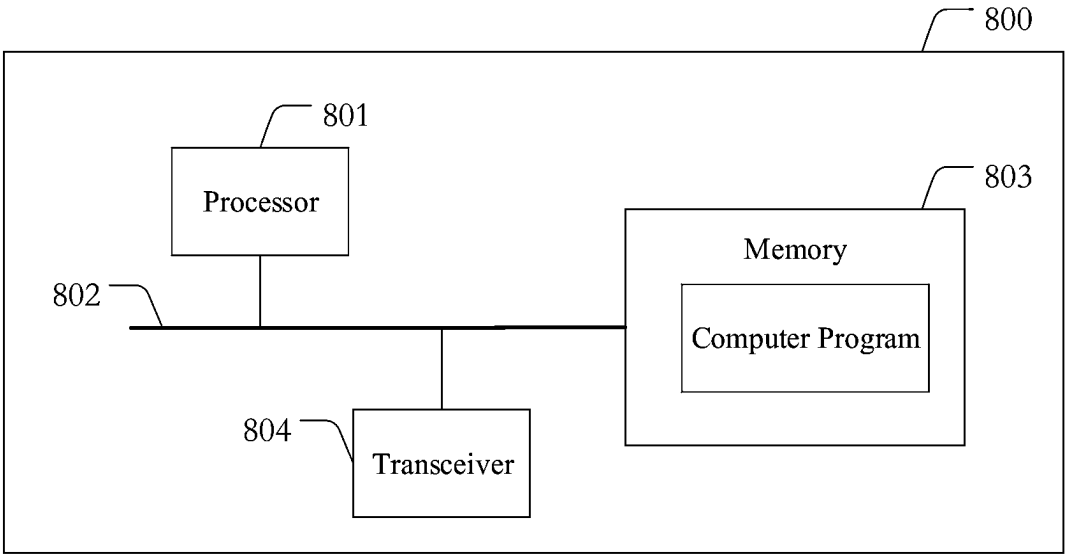 800
801
Processor
803
Memory
802
Computer Program
804
Transceiver